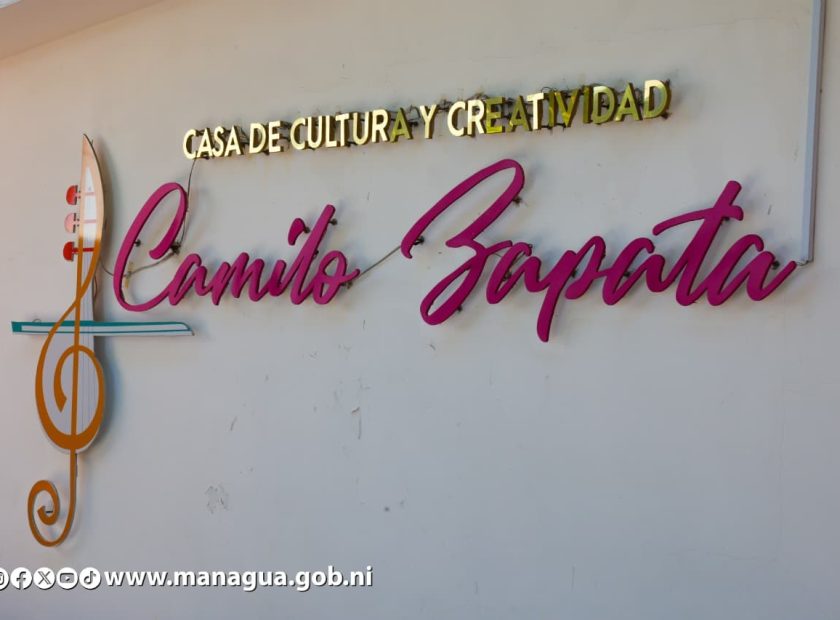 CASA DE CULTURA Y CREATIVIDAD
Camilo Zapata
www.managua.gob.ni